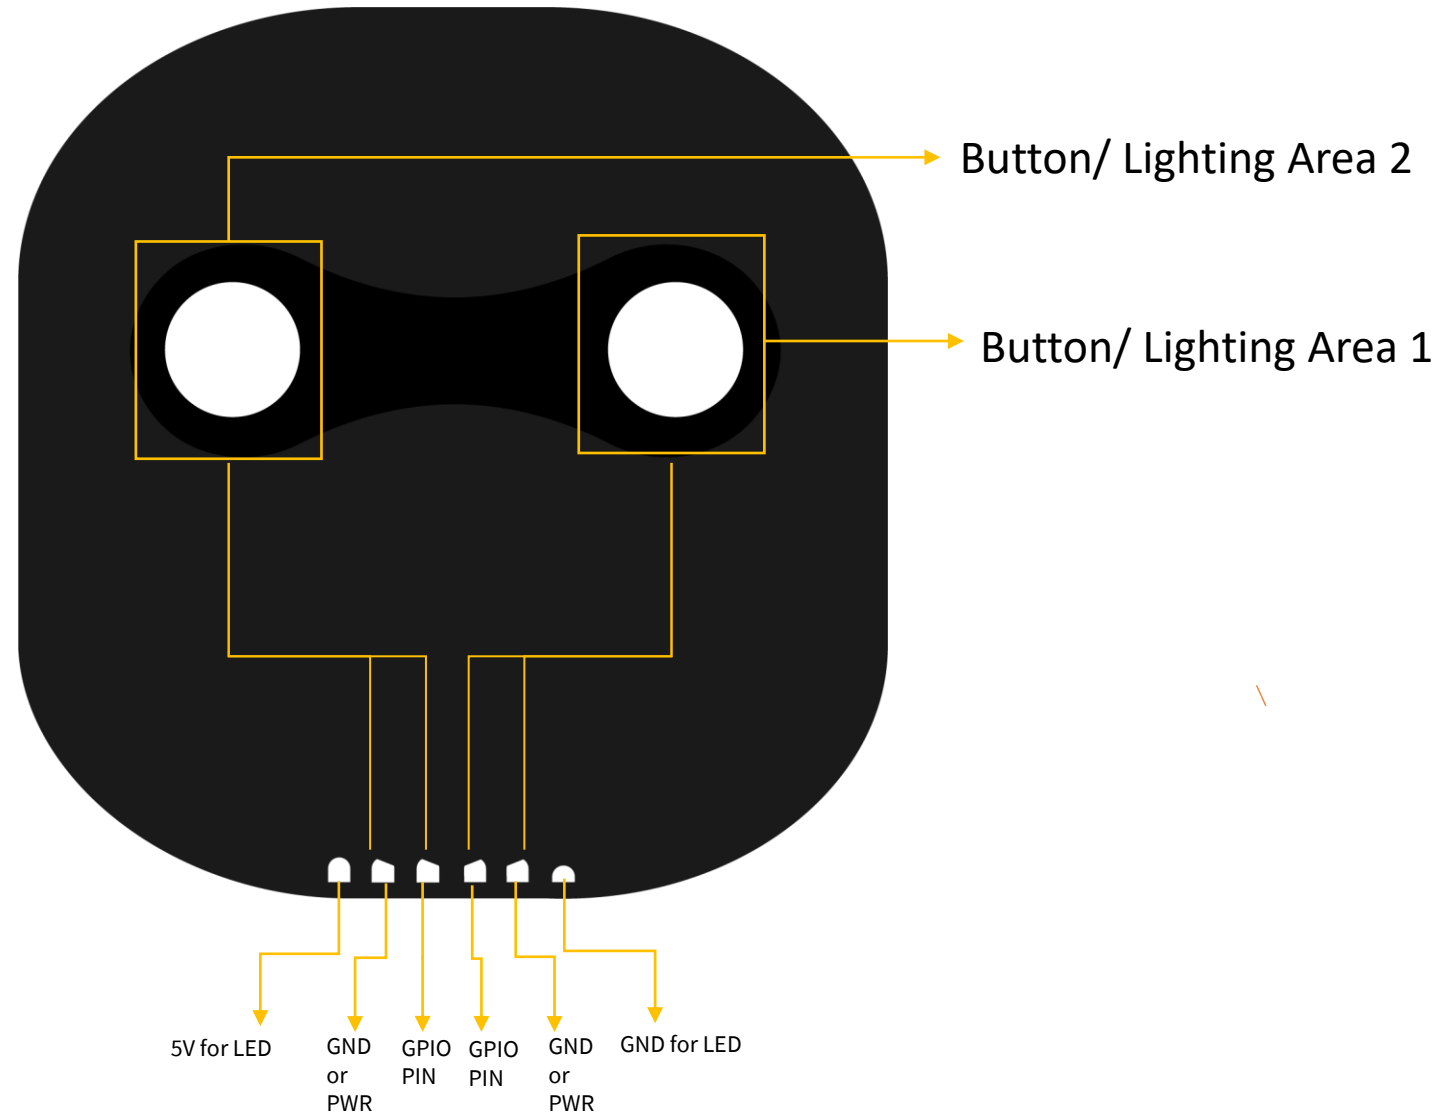 Button/ Lighting Area 2
Button/ Lighting Area 1
5V for LED
GND
or
PWR
GPIO
PIN
GPIO
PIN
GND
or
PWR
GND for LED